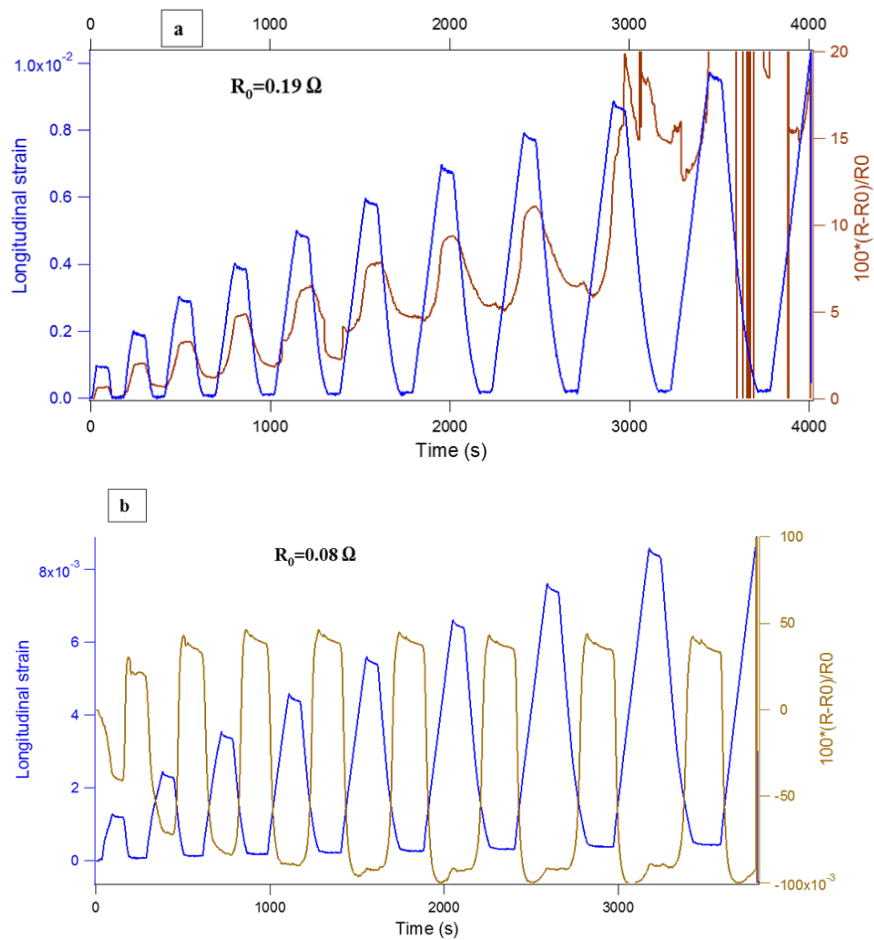 0 1000 2000 3000 4000
a
R0=0.19 Ω
1.0x10-2
0.8
0.6
0.4
0.2
0.0
Longitudinal strain
20
15
10
5
0
100*(R-R0)/R0
0 1000 2000 3000 4000
Time (s)
b
R0=0.08 Ω
8x10-3
6
4
2
0
Longitudinal strain
100
50
0
-50
-100x10-3
100*(R-R0)/R0
0 1000 2000 3000
Time (s)